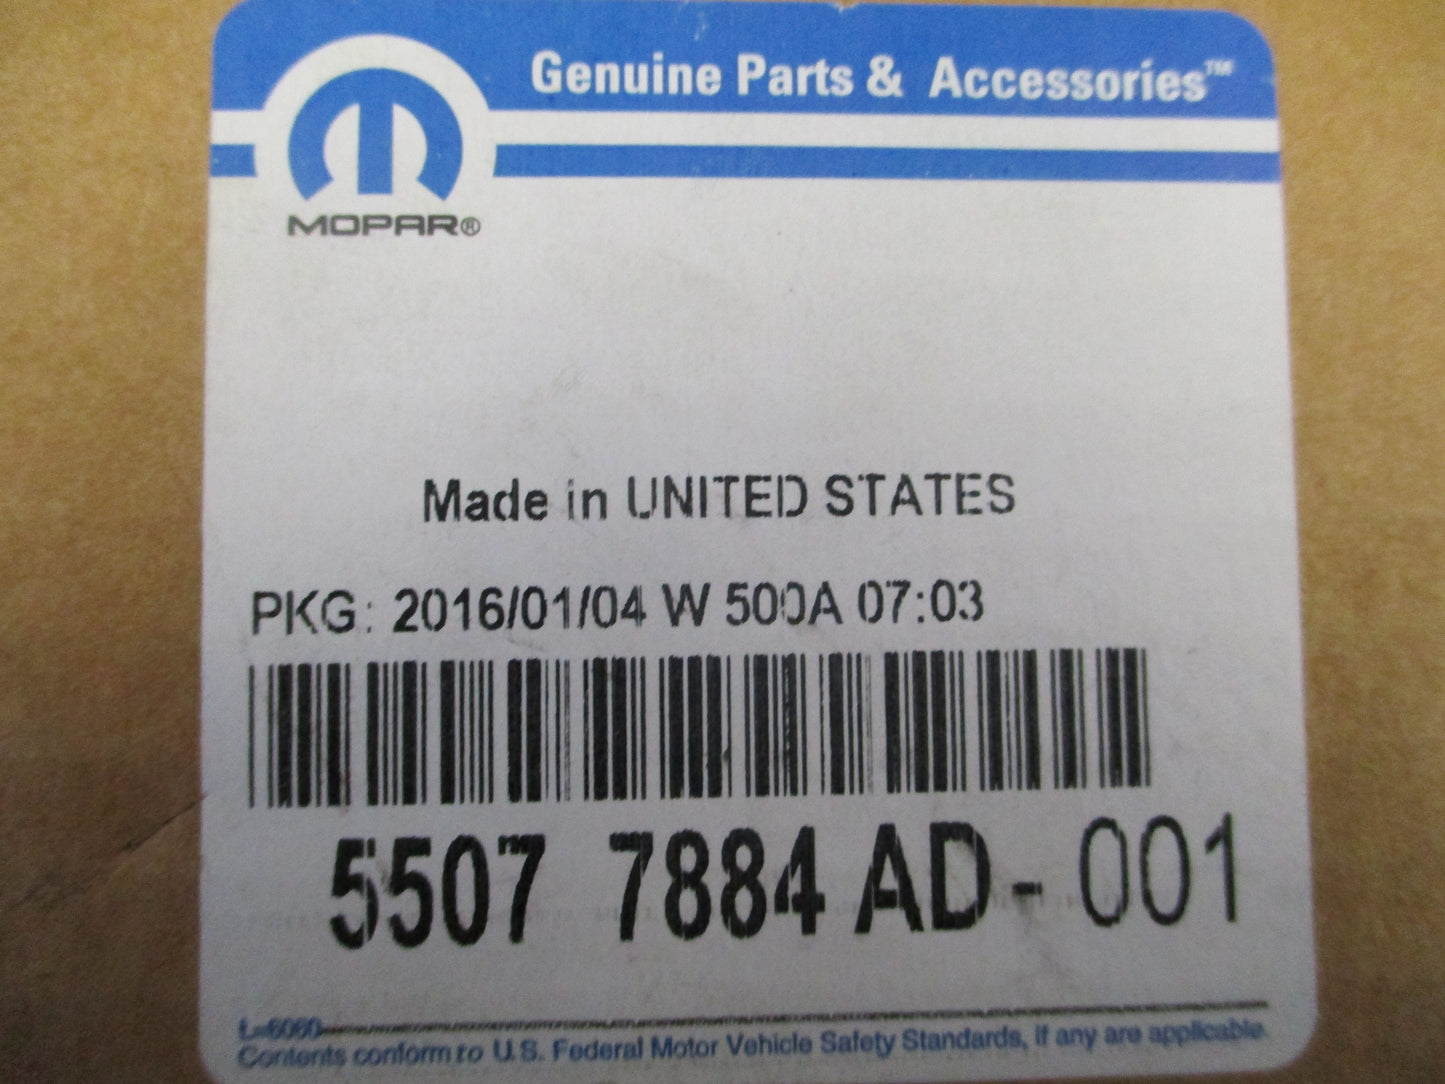 Genuine Parts & Accessories™
MOPAR®
Made in UNITED STATES
PKG: 2016/01/04 W 500A 07:03
5507 7884 AD - 001
L-6060
Contents conform to U.S. Federal Motor Vehicle Safety Standards, if any are applicable.